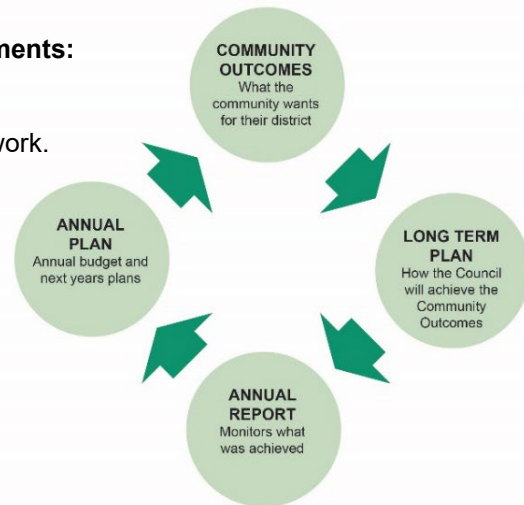 ments:
work.
COMMUNITY
OUTCOMES
What the
community wants
for their district
LONG TERM
PLAN
How the Council
will achieve the
Community
Outcomes
ANNUAL
REPORT
Monitors what
was achieved
ANNUAL
PLAN
Annual budget and
next years plans